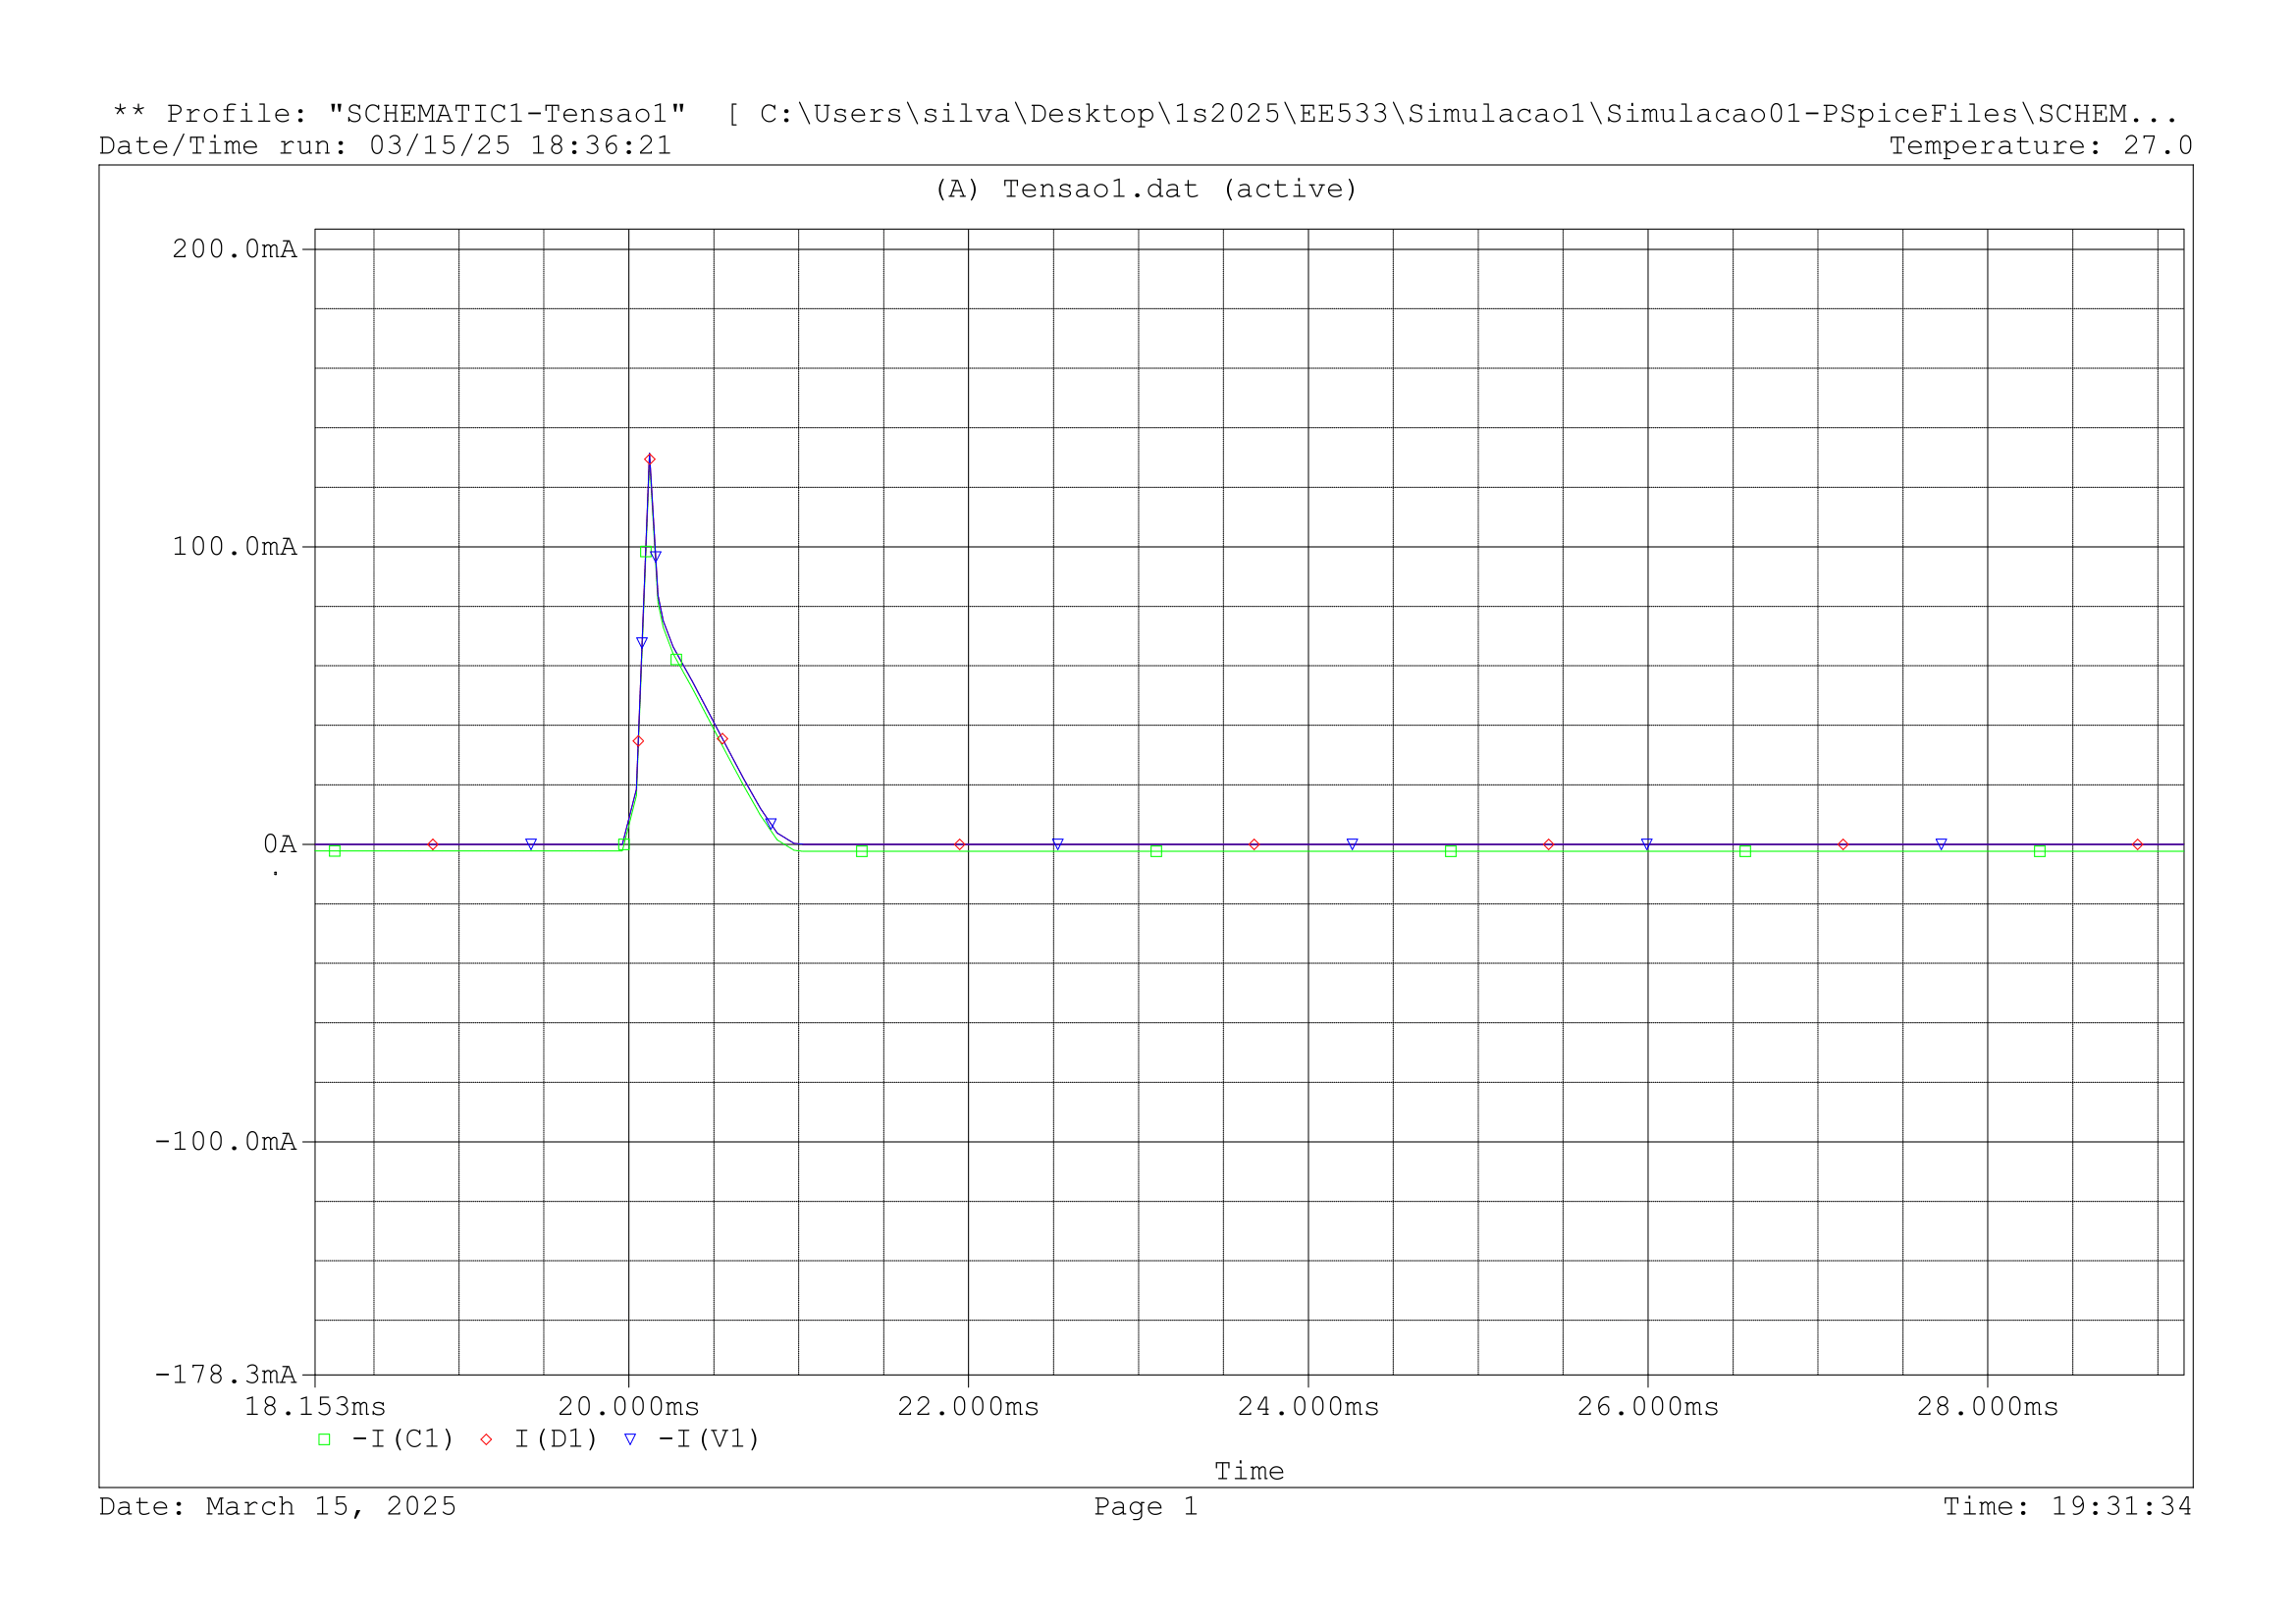 ** Profile: "SCHEMATIC1-Tensao1"  [ C:\Users\silva\Desktop\1s2025\EE533\Simulacao1\Simulacao01-PSpiceFiles\SCHEM...
Date/Time run: 03/15/25 18:36:21 Temperature: 27.0
(A) Tensao1.dat (active)
200.0mA
100.0mA
0A
.
-100.0mA
-178.3mA
18.153ms 20.000ms 22.000ms 24.000ms 26.000ms 28.000ms
-I(C1) I(D1) -I(V1)
Time
Date: March 15, 2025 Page 1 Time: 19:31:34